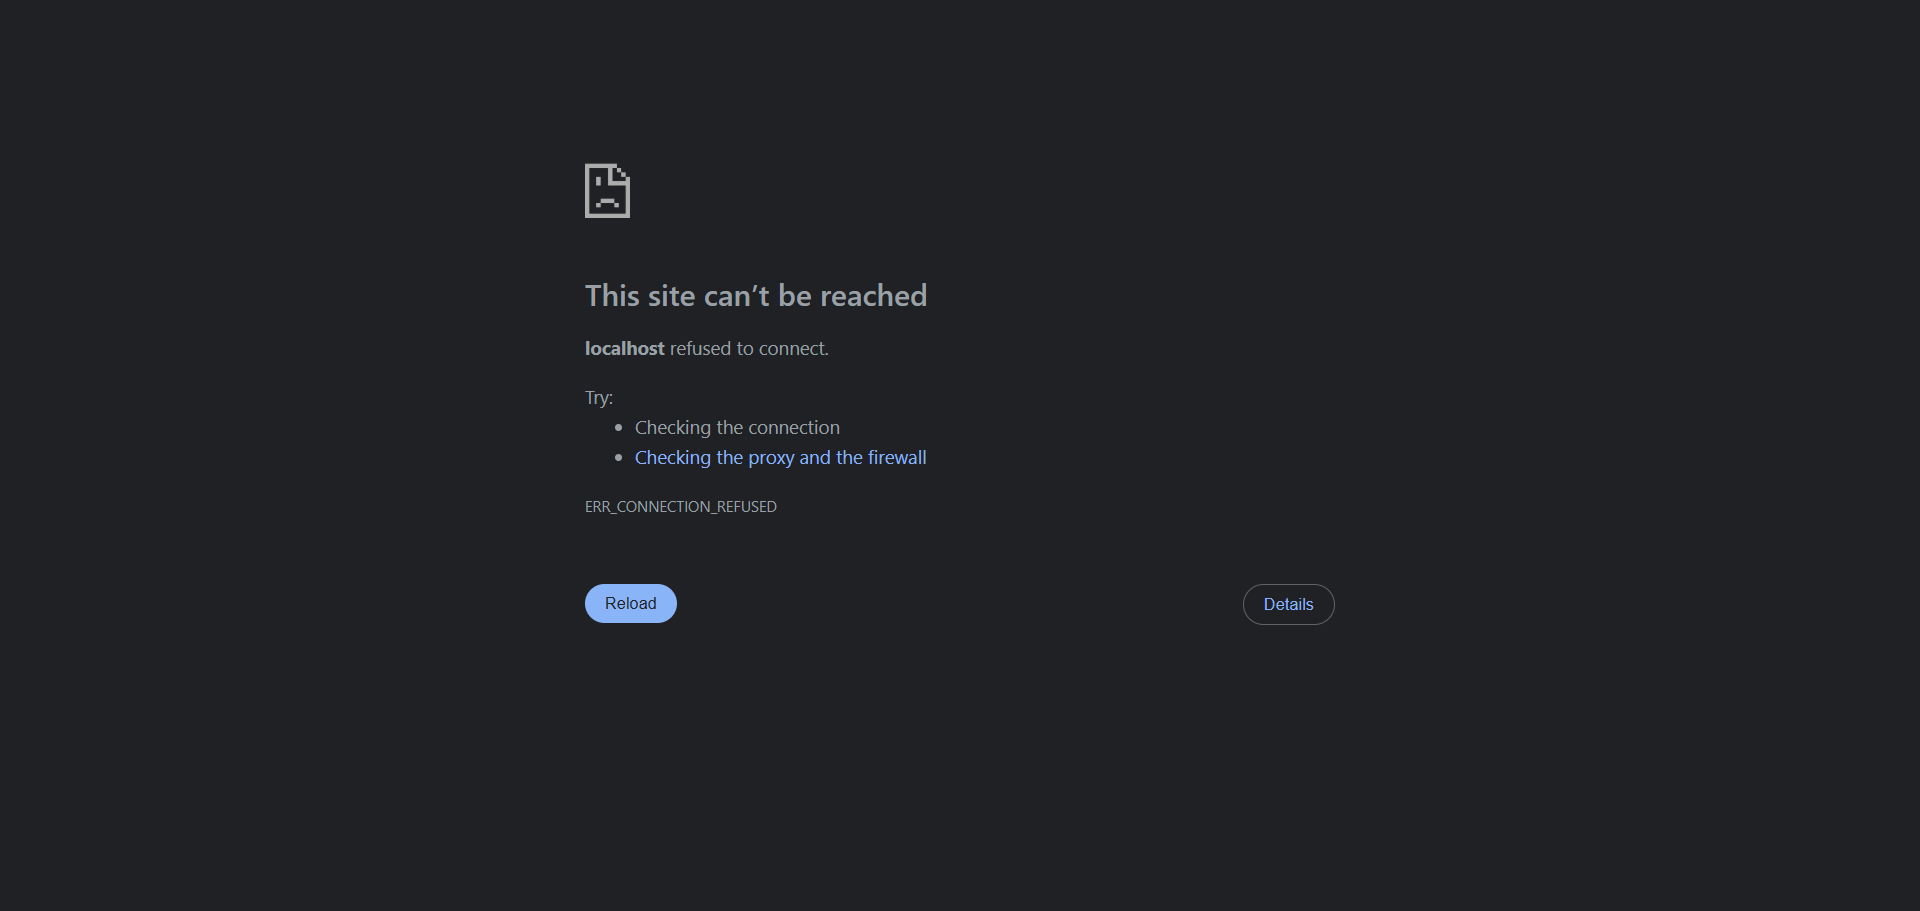 This site can’t be reached
localhost refused to connect.
Try:
Checking the connection
Checking the proxy and the firewall
ERR_CONNECTION_REFUSED
Reload
Details